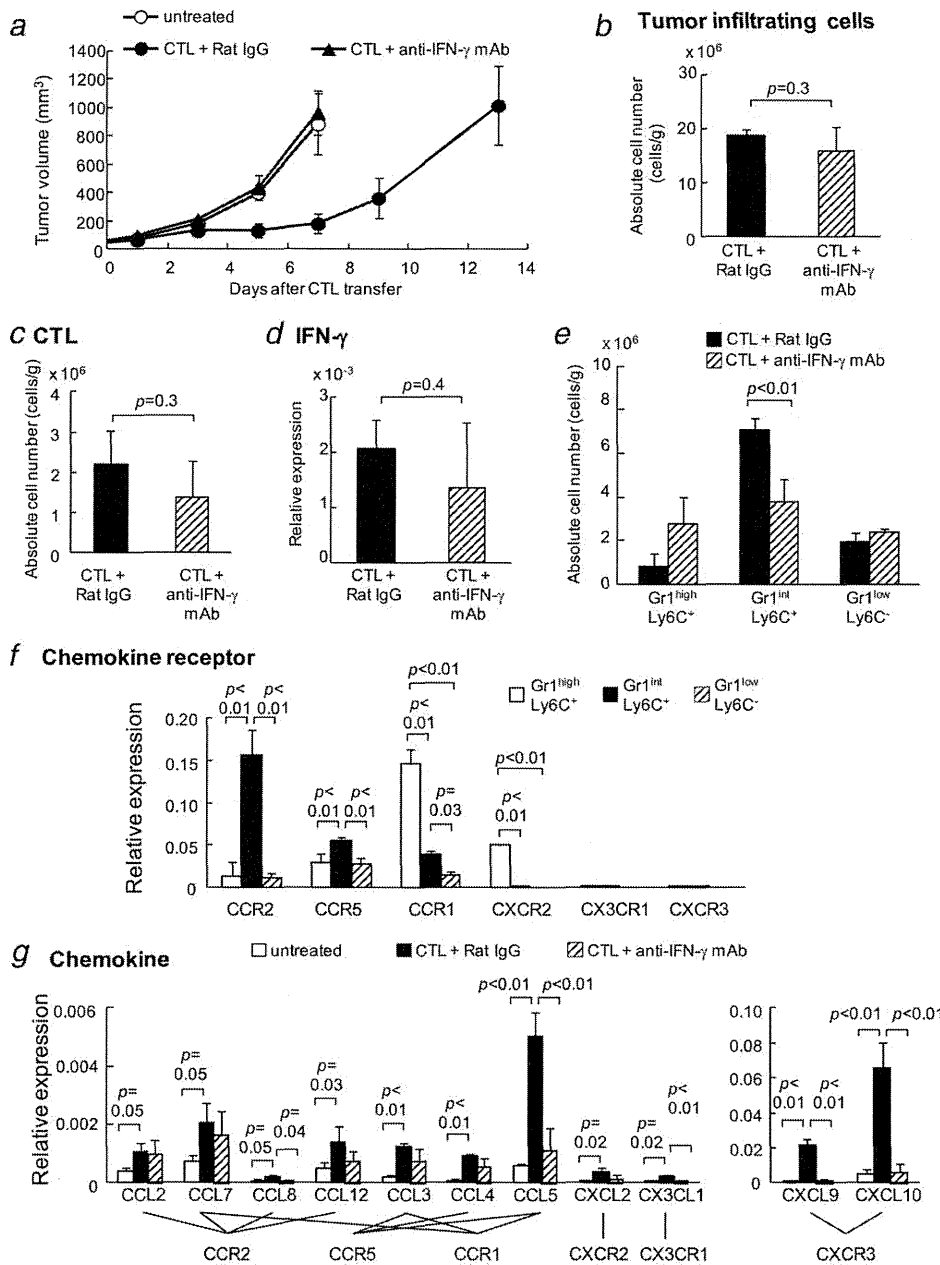 a
untreated
CTL + Rat IgG
CTL + anti-IFN-γ mAb
Tumor volume (mm³)
1400
1200
1000
800
600
400
200
0 2 4 6 8 10 12 14
Days after CTL transfer
b Tumor infiltrating cells
x 10⁶
Absolute cell number (cells/g)
30
20
10
0
p=0.3
CTL + Rat IgG
CTL + anti-IFN-γ mAb
c CTL
x 10⁶
Absolute cell number (cells/g)
4
3
2
1
0
p=0.3
CTL + Rat IgG
CTL + anti-IFN-γ mAb
d IFN-γ
x10⁻³
Relative expression
3
2
1
0
p=0.4
CTL + Rat IgG
CTL + anti-IFN-γ mAb
e
CTL + Rat IgG
CTL + anti-IFN-γ mAb
x 10⁶
Absolute cell number (cells/g)
10
8
6
4
2
0
p<0.01
Gr1high Ly6C⁺
Gr1int Ly6C⁺
Gr1low Ly6C⁻
f Chemokine receptor
Gr1high Ly6C⁺
Gr1int Ly6C⁺
Gr1low Ly6C⁻
Relative expression
0.20
0.15
0.10
0.05
0
p< 0.01
p< 0.01
p< 0.01
p< 0.01
p<0.01
p< 0.01
p= 0.03
p<0.01
p< 0.01
CCR2 CCR5 CCR1 CXCR2 CX3CR1 CXCR3
g Chemokine
untreated
CTL + Rat IgG
CTL + anti-IFN-γ mAb
Relative expression
0.006
0.004
0.002
0
p= 0.05
p= 0.05
p= 0.05
p= 0.04
p= 0.03
p< 0.01
p< 0.01
p<0.01
p<0.01
p= 0.02
p= 0.02
p< 0.01
CCL2 CCL7 CCL8 CCL12 CCL3 CCL4 CCL5 CXCL2 CX3CL1
CCR2 CCR5 CCR1 CXCR2 CX3CR1
0.10
0.08
0.06
0.04
0.02
0
p< 0.01
p< 0.01
p<0.01
p<0.01
CXCL9 CXCL10
CXCR3